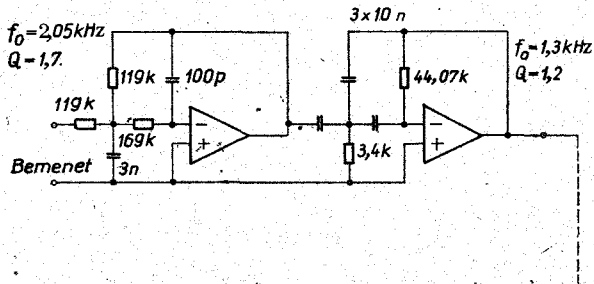 f₀=2,05kHz
Q=1,7.
119k
119k
100p
169k
3n
Bemenet
−
+
3x10 n
44,07k
3,4k
−
+
f₀=1,3kHz
Q=1,2